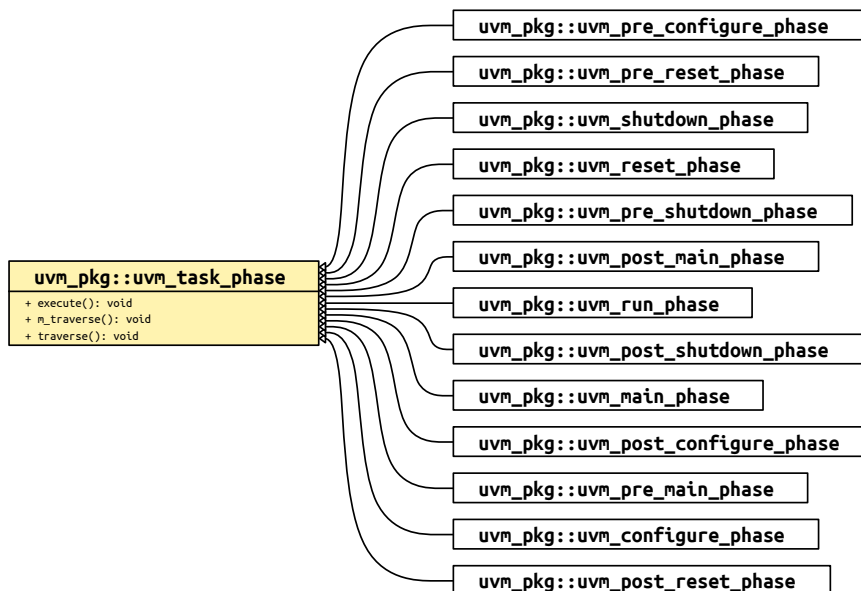 uvm_pkg::uvm_pre_configure_phase
uvm_pkg::uvm_pre_reset_phase
uvm_pkg::uvm_shutdown_phase
uvm_pkg::uvm_reset_phase
uvm_pkg::uvm_pre_shutdown_phase
uvm_pkg::uvm_task_phase
+ execute(): void
+ m_traverse(): void
+ traverse(): void
uvm_pkg::uvm_post_main_phase
uvm_pkg::uvm_run_phase
uvm_pkg::uvm_post_shutdown_phase
uvm_pkg::uvm_main_phase
uvm_pkg::uvm_post_configure_phase
uvm_pkg::uvm_pre_main_phase
uvm_pkg::uvm_configure_phase
uvm_pkg::uvm_post_reset_phase